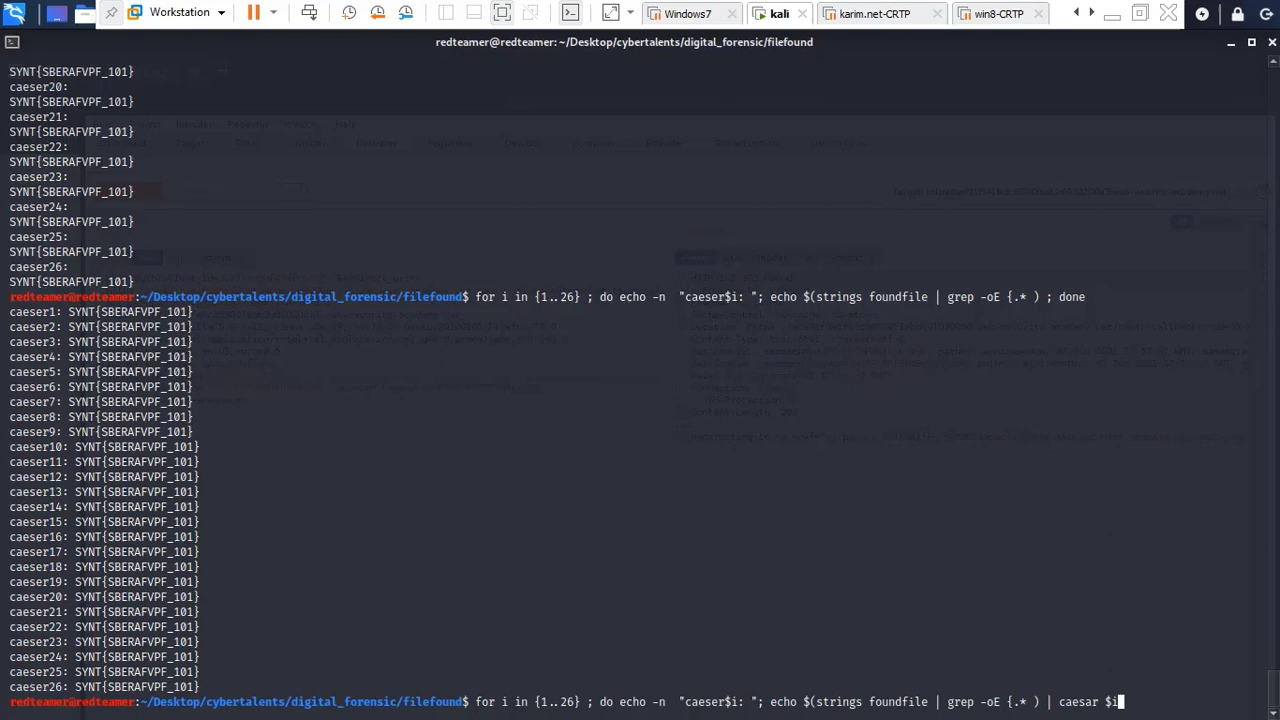 Workstation
Windows7
kali
karim.net-CRTP
win8-CRTP
redteamer@redteamer: ~/Desktop/cybertalents/digital_forensic/filefound
SYNT{SBERAFVPF_101}
caeser20:
SYNT{SBERAFVPF_101}
caeser21:
SYNT{SBERAFVPF_101}
caeser22:
SYNT{SBERAFVPF_101}
caeser23:
SYNT{SBERAFVPF_101}
caeser24:
SYNT{SBERAFVPF_101}
caeser25:
SYNT{SBERAFVPF_101}
caeser26:
SYNT{SBERAFVPF_101}
redteamer@redteamer:~/Desktop/cybertalents/digital_forensic/filefound$ for i in {1..26} ; do echo -n  "caeser$i: "; echo $(strings foundfile | grep -oE {.* ) ; done
caeser1: SYNT{SBERAFVPF_101}
caeser2: SYNT{SBERAFVPF_101}
caeser3: SYNT{SBERAFVPF_101}
caeser4: SYNT{SBERAFVPF_101}
caeser5: SYNT{SBERAFVPF_101}
caeser6: SYNT{SBERAFVPF_101}
caeser7: SYNT{SBERAFVPF_101}
caeser8: SYNT{SBERAFVPF_101}
caeser9: SYNT{SBERAFVPF_101}
caeser10: SYNT{SBERAFVPF_101}
caeser11: SYNT{SBERAFVPF_101}
caeser12: SYNT{SBERAFVPF_101}
caeser13: SYNT{SBERAFVPF_101}
caeser14: SYNT{SBERAFVPF_101}
caeser15: SYNT{SBERAFVPF_101}
caeser16: SYNT{SBERAFVPF_101}
caeser17: SYNT{SBERAFVPF_101}
caeser18: SYNT{SBERAFVPF_101}
caeser19: SYNT{SBERAFVPF_101}
caeser20: SYNT{SBERAFVPF_101}
caeser21: SYNT{SBERAFVPF_101}
caeser22: SYNT{SBERAFVPF_101}
caeser23: SYNT{SBERAFVPF_101}
caeser24: SYNT{SBERAFVPF_101}
caeser25: SYNT{SBERAFVPF_101}
caeser26: SYNT{SBERAFVPF_101}
redteamer@redteamer:~/Desktop/cybertalents/digital_forensic/filefound$ for i in {1..26} ; do echo -n  "caeser$i: "; echo $(strings foundfile | grep -oE {.* ) | caesar $i